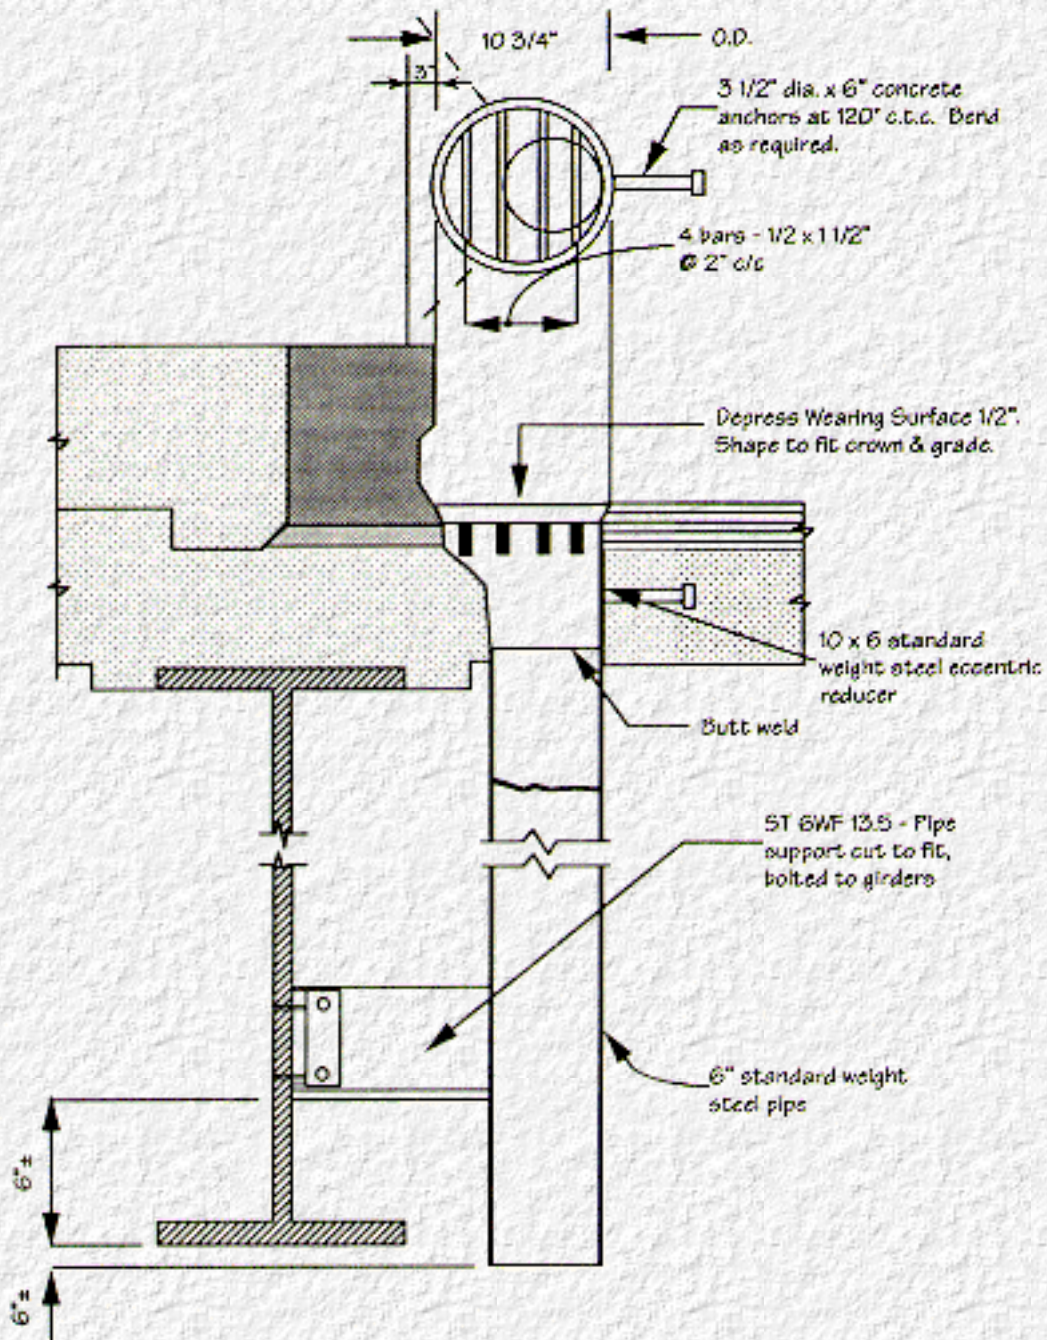 10 3/4" O.D.
3"
3 1/2" dia. x 6" concrete
anchors at 120° c.t.c. Bend
as required.
4 bars - 1/2 x 1 1/2"
@ 2" c/c
Depress Wearing Surface 1/2".
Shape to fit crown & grade.
10 x 6 standard
weight steel eccentric
reducer
Butt weld
ST 6WF 13.5 - Pipe
support cut to fit,
bolted to girders
6" standard weight
steel pipe
6"±
6"±